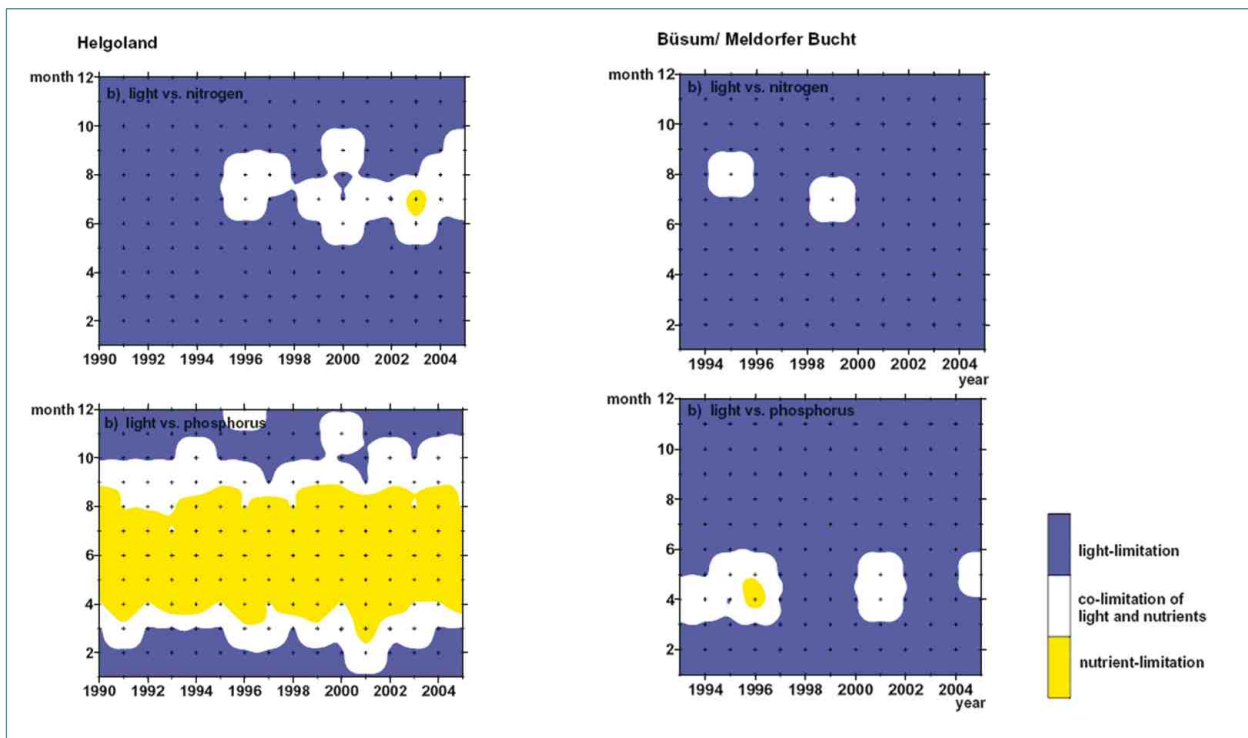 Helgoland
month 12
b) light vs. nitrogen
10
8
6
4
2
1990 1992 1994 1996 1998 2000 2002 2004
month 12
b) light vs. phosphorus
10
8
6
4
2
1990 1992 1994 1996 1998 2000 2002 2004
Büsum/ Meldorfer Bucht
month 12
b) light vs. nitrogen
10
8
6
4
2
1994 1996 1998 2000 2002 2004
year
month 12
b) light vs. phosphorus
10
8
6
4
2
1994 1996 1998 2000 2002 2004
year
light-limitation
co-limitation of
light and nutrients
nutrient-limitation